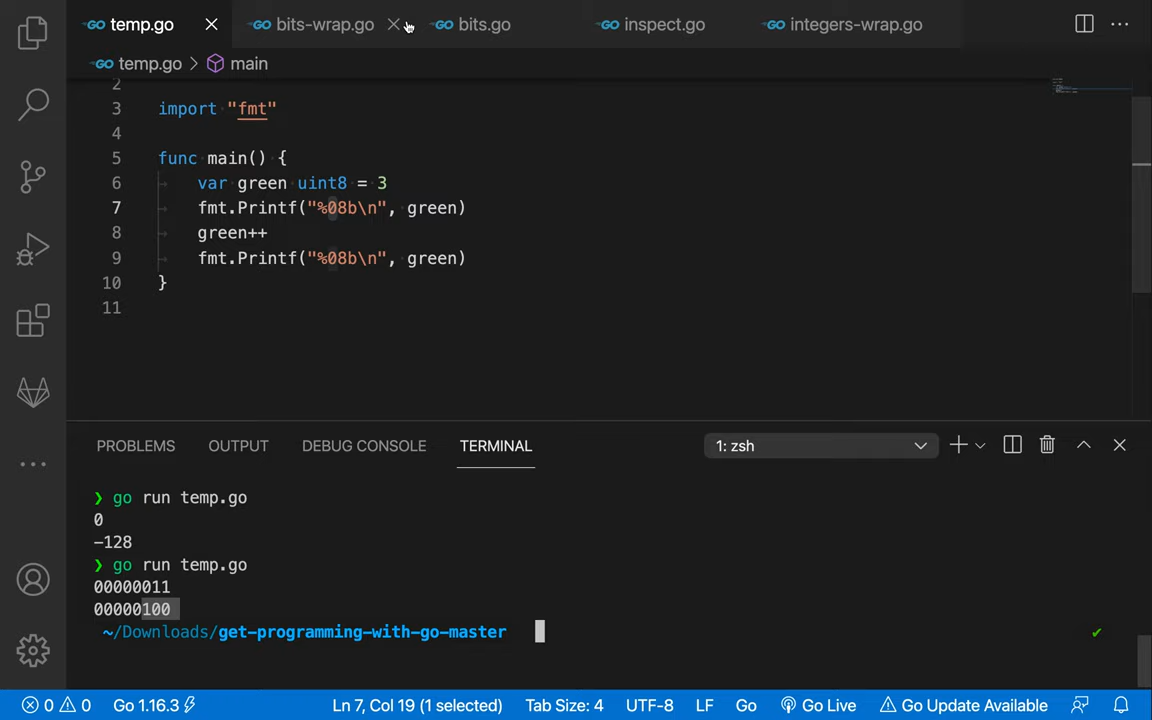 temp.go bits-wrap.go bits.go inspect.go integers-wrap.go
temp.go > main
2
3 import "fmt"
4
5 func main() {
6 var green uint8 = 3
7 fmt.Printf("%08b\n", green)
8 green++
9 fmt.Printf("%08b\n", green)
10 }
11
PROBLEMS OUTPUT DEBUG CONSOLE TERMINAL 1: zsh
❯ go run temp.go
0
-128
❯ go run temp.go
00000011
00000100
~/Downloads/get-programming-with-go-master
0 0 Go 1.16.3 Ln 7, Col 19 (1 selected) Tab Size: 4 UTF-8 LF Go Go Live Go Update Available